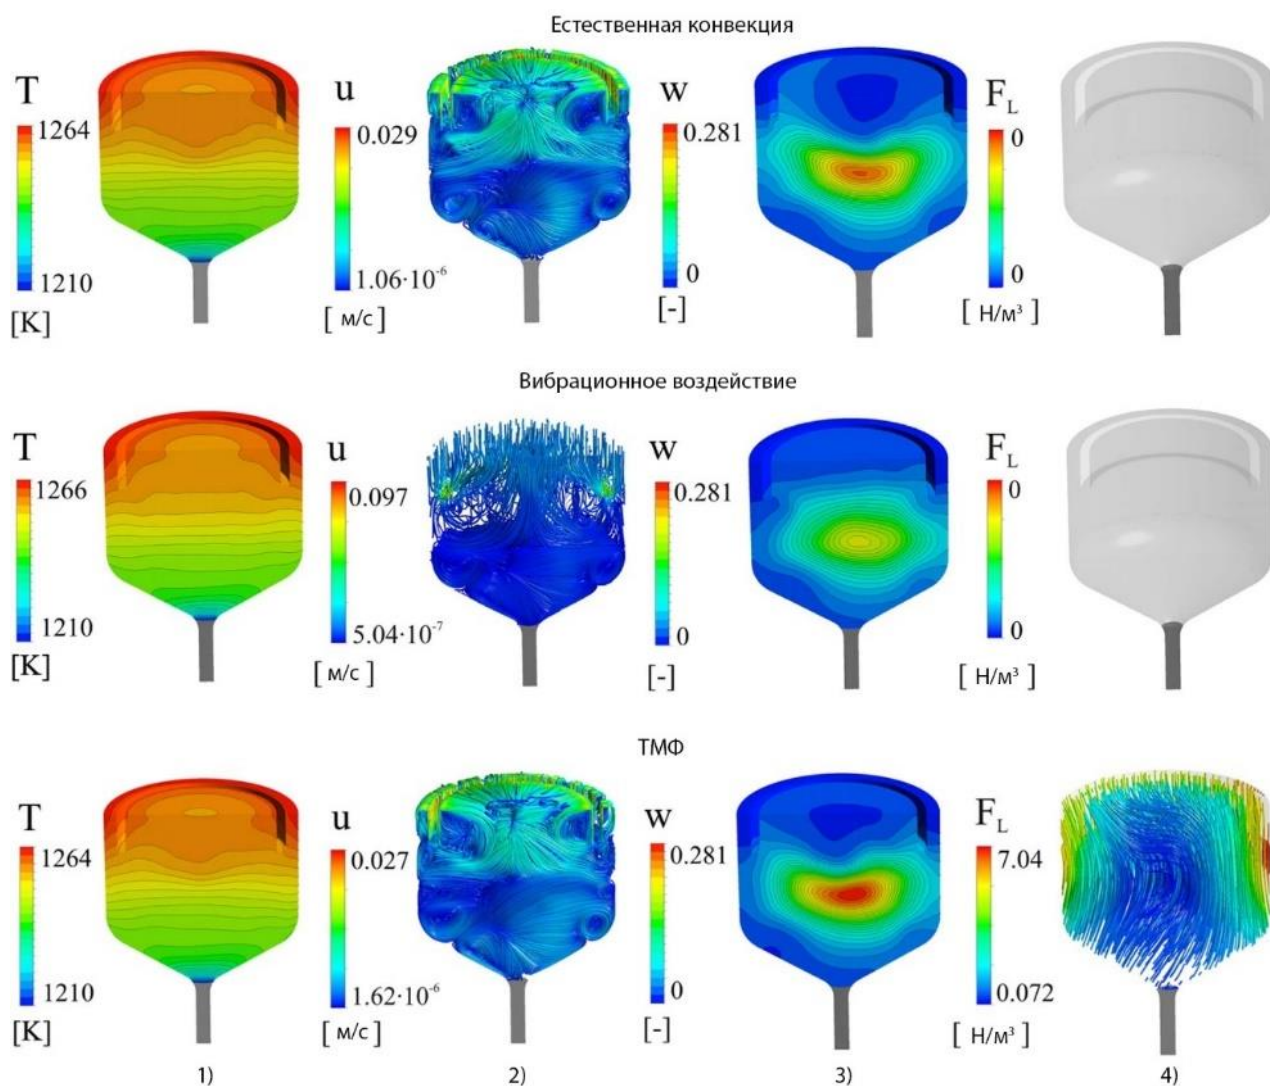 Естественная конвекция
T
1264
1210
[K]
u
0.029
1.06·10⁻⁶
[ м/с ]
w
0.281
0
[-]
F_L
0
0
[ Н/м³ ]
Вибрационное воздействие
T
1266
1210
[K]
u
0.097
5.04·10⁻⁷
[ м/с ]
w
0.281
0
[-]
F_L
0
0
[ Н/м³ ]
ТМФ
T
1264
1210
[K]
u
0.027
1.62·10⁻⁶
[ м/с ]
w
0.281
0
[-]
F_L
7.04
0.072
[ Н/м³ ]
1)
2)
3)
4)